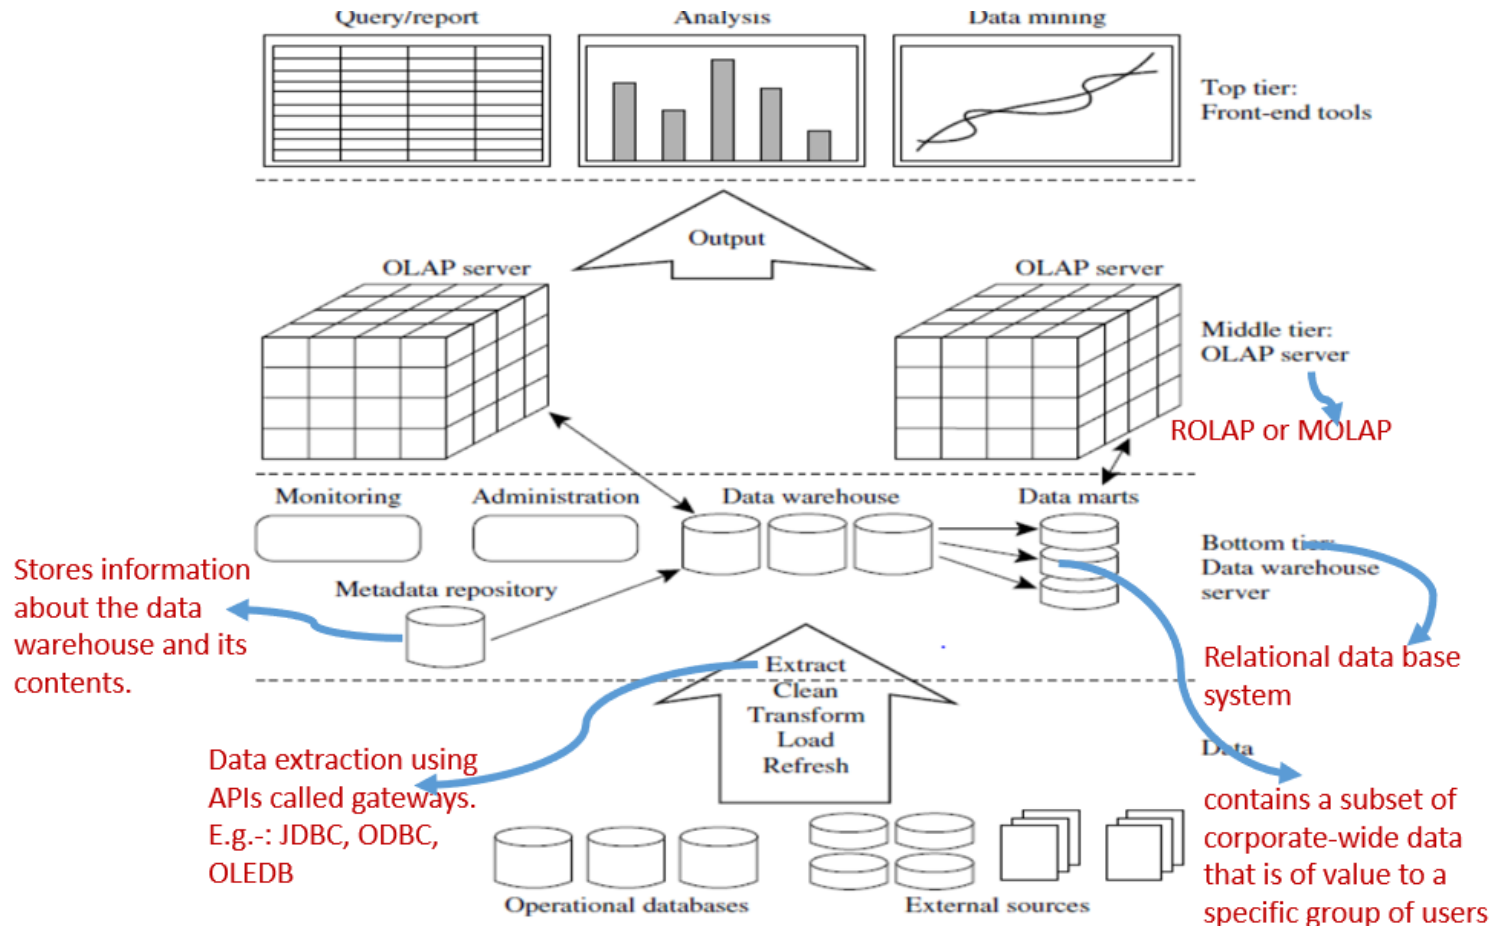 Query/report
Analysis
Data mining
Top tier:
Front-end tools
Output
OLAP server
OLAP server
Middle tier:
OLAP server
ROLAP or MOLAP
Monitoring
Administration
Data warehouse
Data marts
Bottom tier:
Data warehouse
server
Stores information
about the data
warehouse and its
contents.
Metadata repository
Relational data base
system
Extract
Clean
Transform
Load
Refresh
Data
Data extraction using
APIs called gateways.
E.g.-: JDBC, ODBC,
OLEDB
contains a subset of
corporate-wide data
that is of value to a
specific group of users
Operational databases
External sources